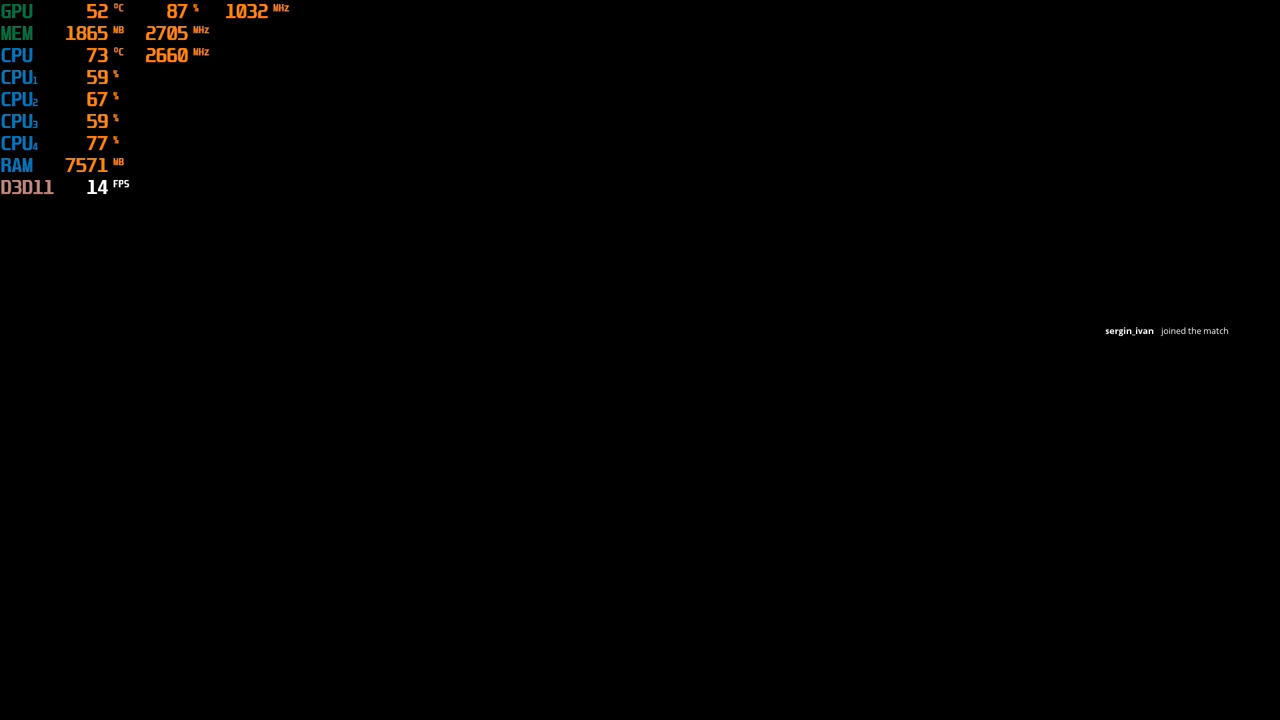 GPU 52 °C 87 % 1032 MHz
MEM 1865 MB 2705 MHz
CPU 73 °C 2660 MHz
CPU1 59 %
CPU2 67 %
CPU3 59 %
CPU4 77 %
RAM 7571 MB
D3D11 14 FPS
sergin_ivan joined the match